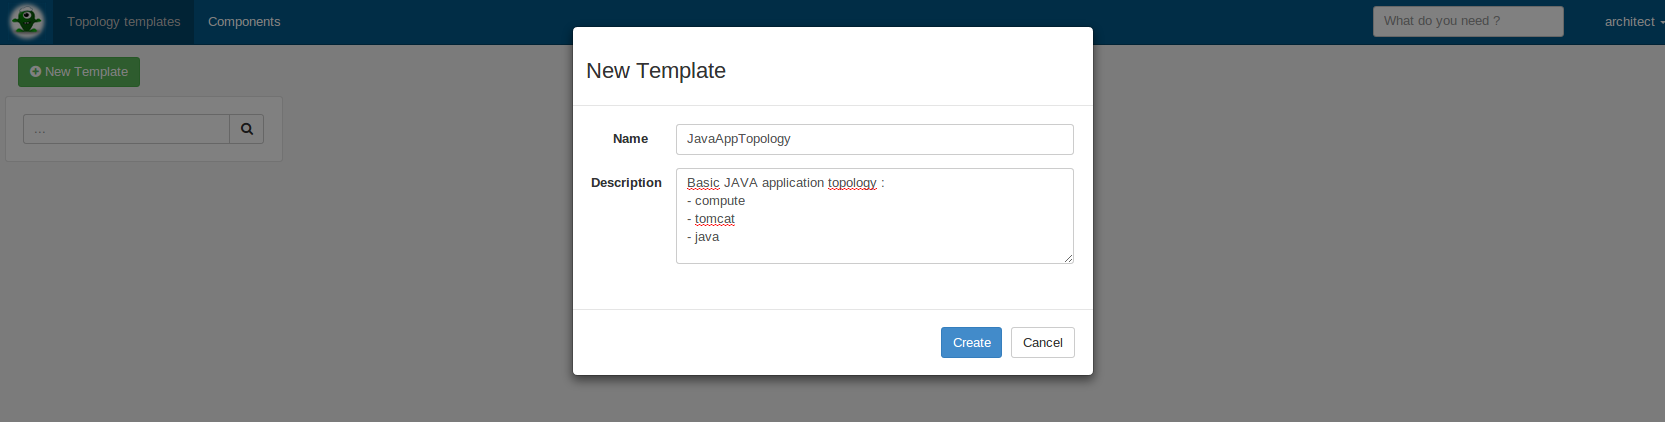 Topology templates
Components
What do you need ?
architect
New Template
...
New Template
Name
JavaAppTopology
Description
Basic JAVA application topology :
- compute
- tomcat
- java
Create
Cancel